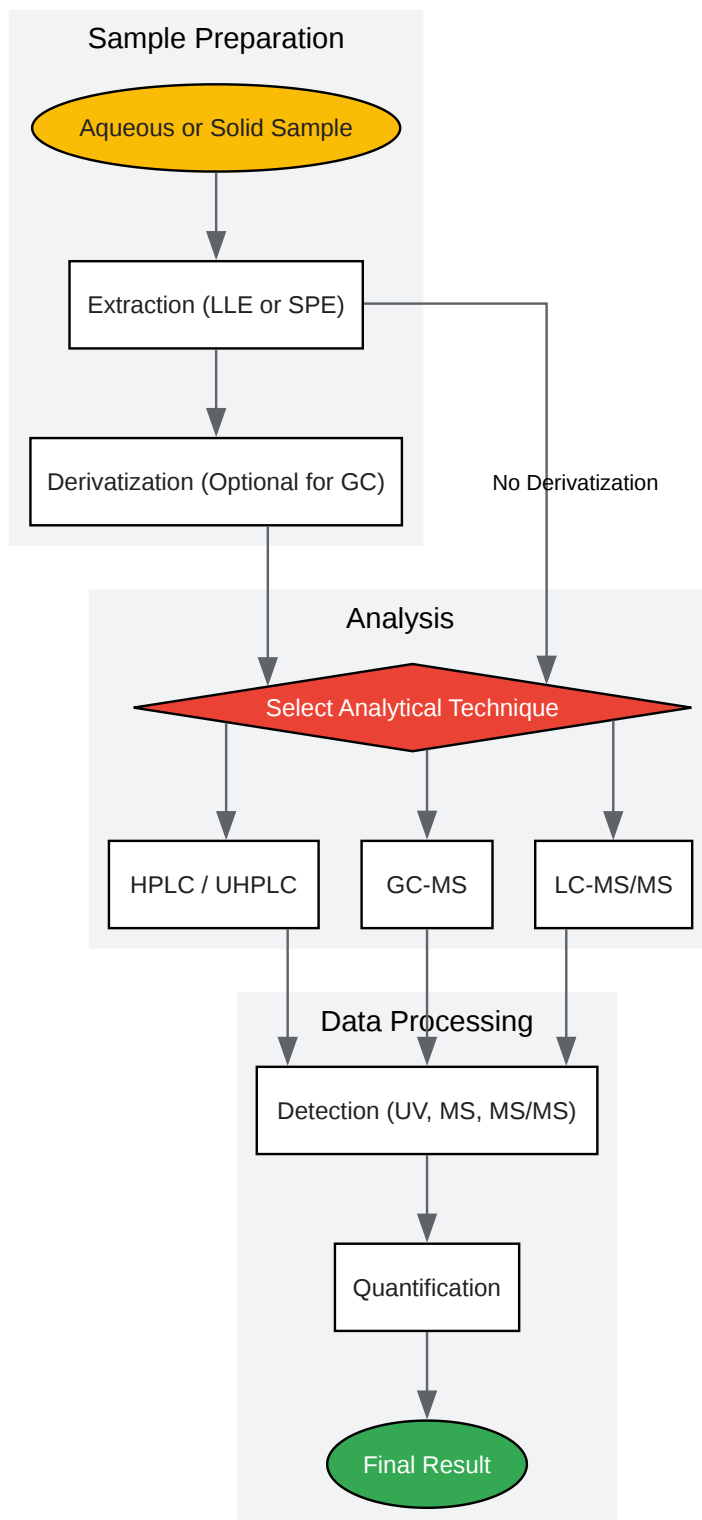 Sample Preparation
Aqueous or Solid Sample
Extraction (LLE or SPE)
Derivatization (Optional for GC)
No Derivatization
Analysis
Select Analytical Technique
HPLC / UHPLC
GC-MS
LC-MS/MS
Data Processing
Detection (UV, MS, MS/MS)
Quantification
Final Result